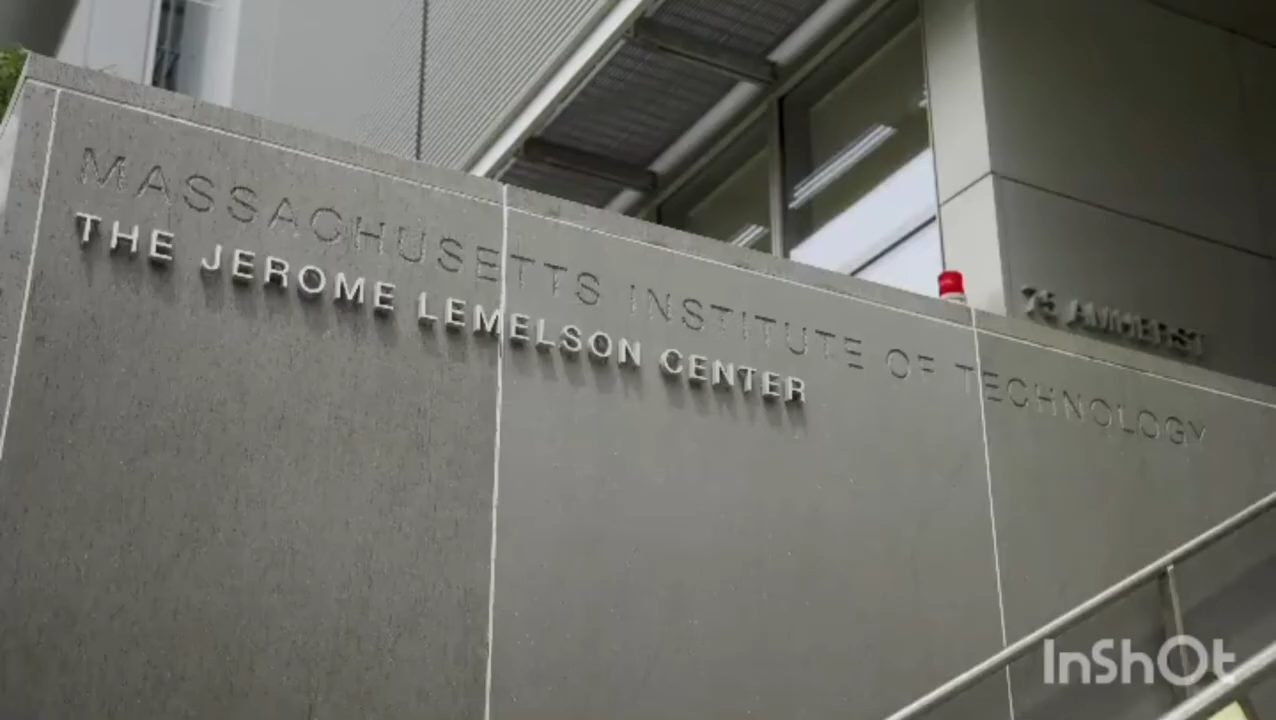 MASSACHUSETTS INSTITUTE OF TECHNOLOGY
THE JEROME LEMELSON CENTER
75 AMHERST
InShOt